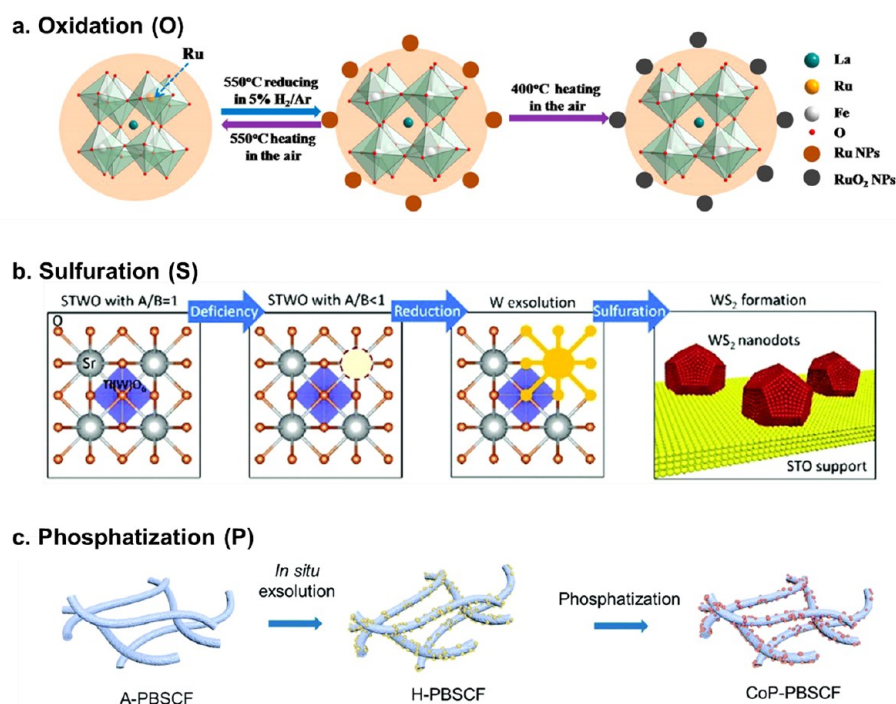 a. Oxidation (O)
Ru
550°C reducing
in 5% H₂/Ar
550°C heating
in the air
400°C heating
in the air
La
Ru
Fe
O
Ru NPs
RuO₂ NPs
b. Sulfuration (S)
STWO with A/B=1
Deficiency
STWO with A/B<1
Reduction
W exsolution
Sulfuration
WS₂ formation
O
Sr
Ti(W)O₆
WS₂ nanodots
STO support
c. Phosphatization (P)
In situ
exsolution
Phosphatization
A-PBSCF
H-PBSCF
CoP-PBSCF